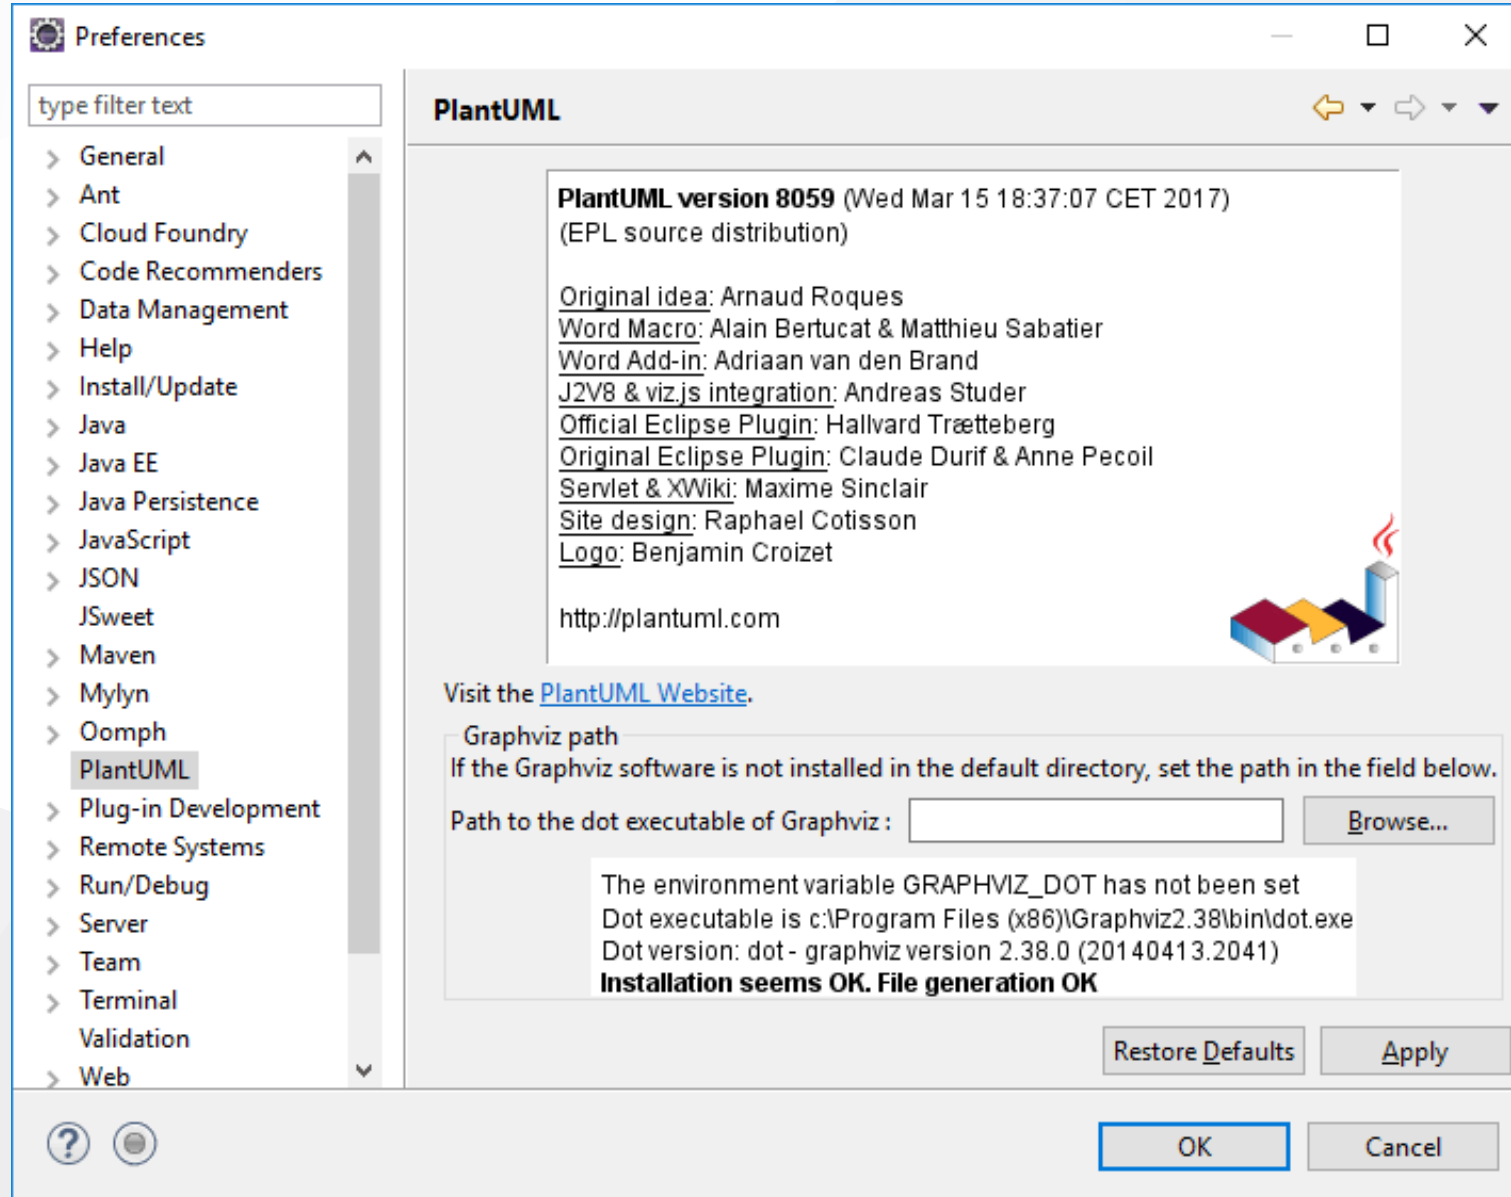 Preferences
type filter text
General
Ant
Cloud Foundry
Code Recommenders
Data Management
Help
Install/Update
Java
Java EE
Java Persistence
JavaScript
JSON
JSweet
Maven
Mylyn
Oomph
PlantUML
Plug-in Development
Remote Systems
Run/Debug
Server
Team
Terminal
Validation
Web
PlantUML
PlantUML version 8059 (Wed Mar 15 18:37:07 CET 2017)
(EPL source distribution)
Original idea: Arnaud Roques
Word Macro: Alain Bertucat & Matthieu Sabatier
Word Add-in: Adriaan van den Brand
J2V8 & viz.js integration: Andreas Studer
Official Eclipse Plugin: Hallvard Trætteberg
Original Eclipse Plugin: Claude Durif & Anne Pecoil
Servlet & XWiki: Maxime Sinclair
Site design: Raphael Cotisson
Logo: Benjamin Croizet
http://plantuml.com
Visit the PlantUML Website.
Graphviz path
If the Graphviz software is not installed in the default directory, set the path in the field below.
Path to the dot executable of Graphviz :
Browse...
The environment variable GRAPHVIZ_DOT has not been set
Dot executable is c:\Program Files (x86)\Graphviz2.38\bin\dot.exe
Dot version: dot - graphviz version 2.38.0 (20140413.2041)
Installation seems OK. File generation OK
Restore Defaults
Apply
?
OK
Cancel